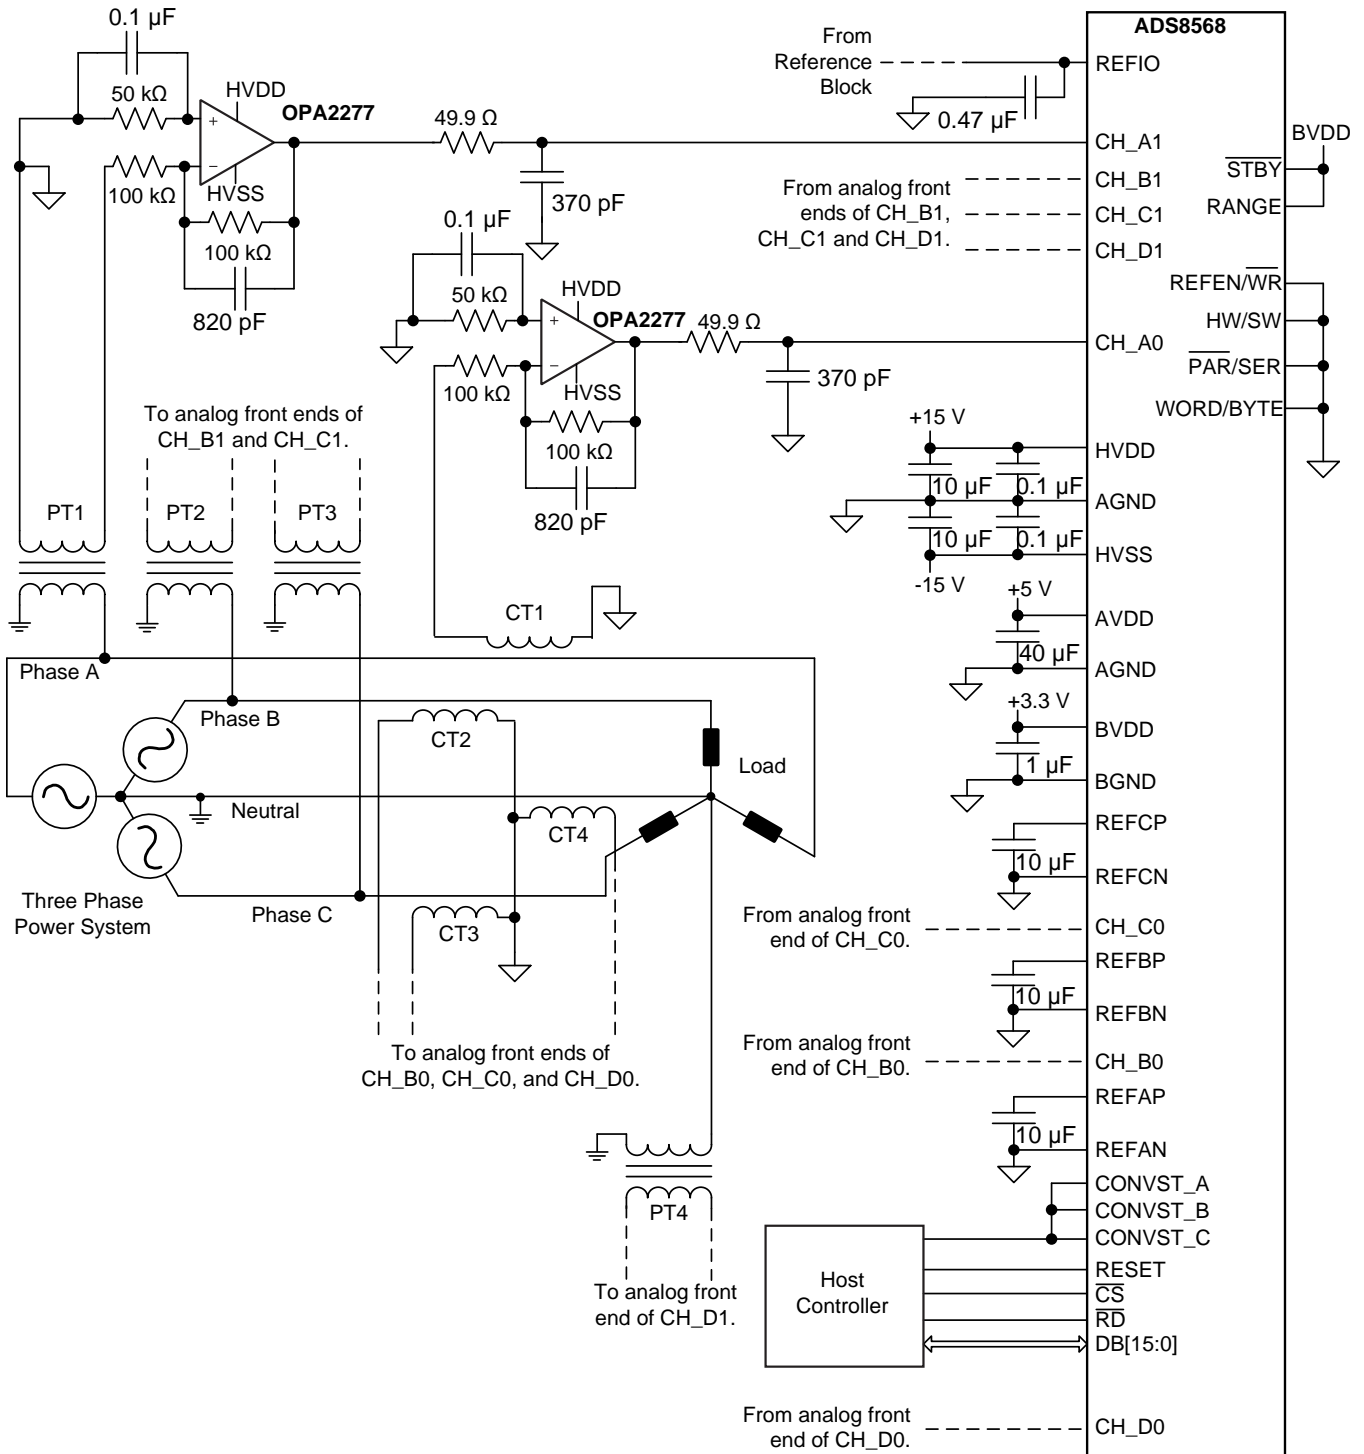 0.1 µF
50 kΩ
HVDD
OPA2277
+
−
100 kΩ
HVSS
100 kΩ
820 pF
49.9 Ω
370 pF
0.1 µF
50 kΩ
HVDD
OPA2277
+
−
100 kΩ
HVSS
100 kΩ
820 pF
49.9 Ω
370 pF
From
Reference
Block
0.47 µF
From analog front
ends of CH_B1,
CH_C1 and CH_D1.
ADS8568
REFIO
CH_A1
CH_B1
CH_C1
CH_D1
CH_A0
BVDD
STBY
RANGE
REFEN/WR
HW/SW
PAR/SER
WORD/BYTE
+15 V
HVDD
10 µF
0.1 µF
AGND
10 µF
0.1 µF
HVSS
-15 V
+5 V
AVDD
40 µF
AGND
+3.3 V
BVDD
1 µF
BGND
REFCP
10 µF
REFCN
From analog front
end of CH_C0.
CH_C0
REFBP
10 µF
REFBN
From analog front
end of CH_B0.
CH_B0
REFAP
10 µF
REFAN
CONVST_A
CONVST_B
CONVST_C
RESET
CS
RD
DB[15:0]
Host
Controller
From analog front
end of CH_D0.
CH_D0
To analog front ends of
CH_B1 and CH_C1.
PT1
PT2
PT3
CT1
Phase A
Phase B
CT2
Load
Neutral
CT4
Three Phase
Power System
Phase C
CT3
To analog front ends of
CH_B0, CH_C0, and CH_D0.
PT4
To analog front
end of CH_D1.